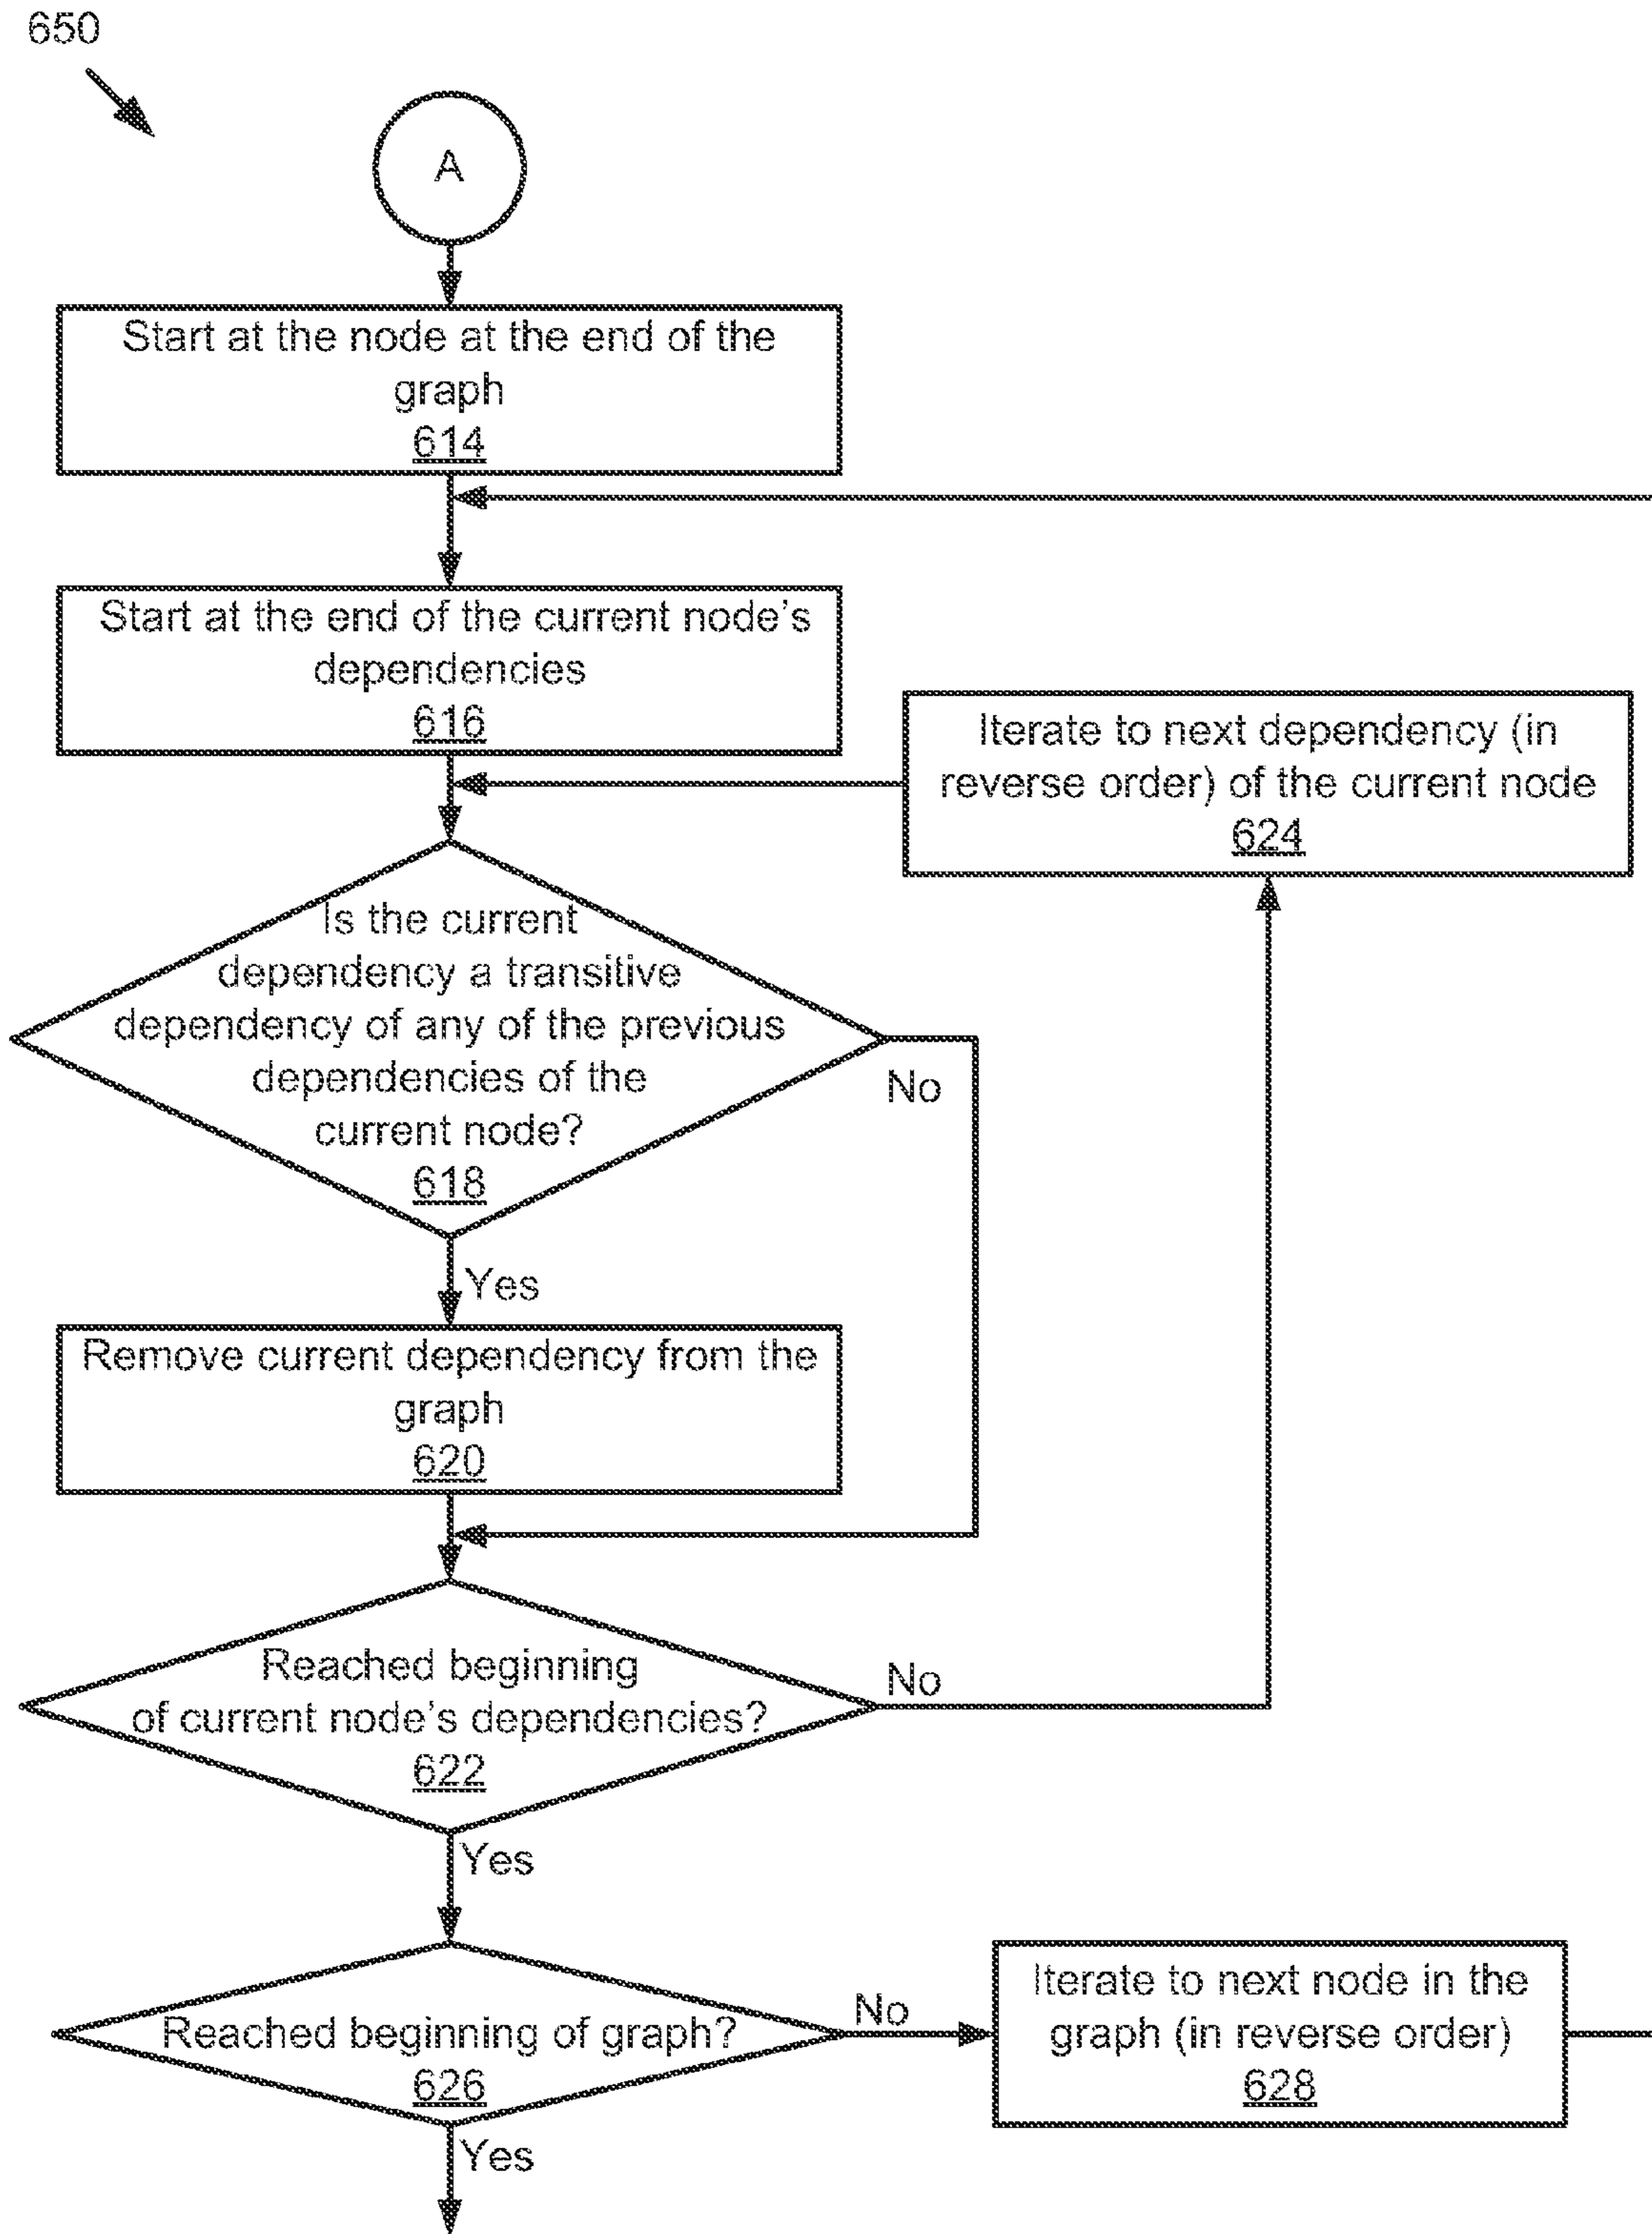 650
A
Start at the node at the end of the
graph
614
Start at the end of the current node's
dependencies
616
Iterate to next dependency (in
reverse order) of the current node
624
Is the current
dependency a transitive
dependency of any of the previous
dependencies of the
current node?
618
No
Yes
Remove current dependency from the
graph
620
Reached beginning
of current node's dependencies?
622
No
Yes
Reached beginning of graph?
626
No
Iterate to next node in the
graph (in reverse order)
628
Yes